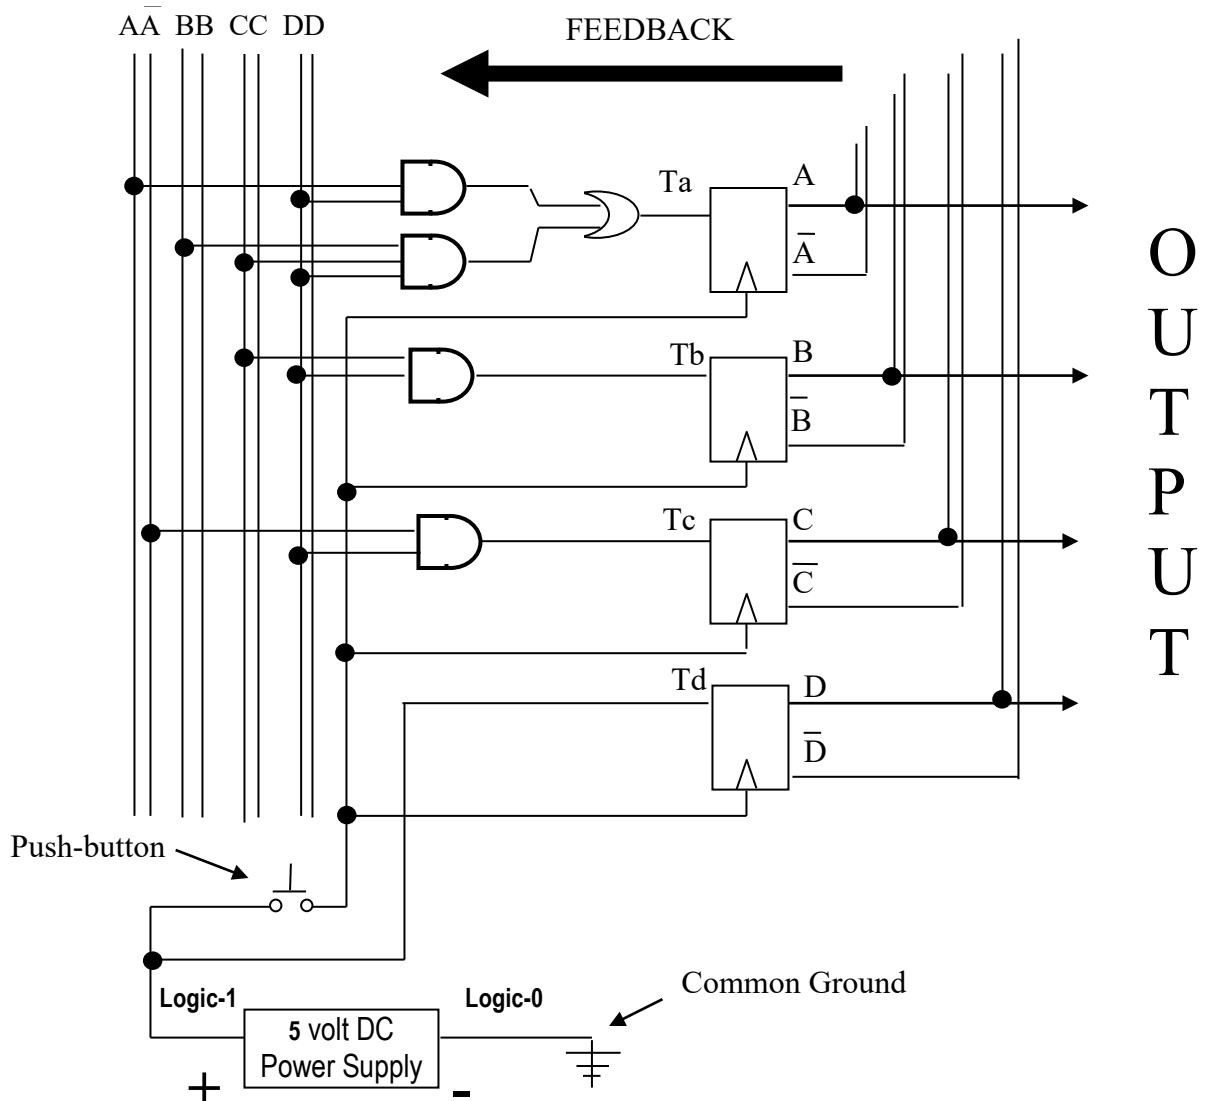 AA̅ BB CC DD
FEEDBACK
Ta
A
A̅
Tb
B
B̅
Tc
C
C̅
Td
D
D̅
OUTPUT
Push-button
Logic-1
Logic-0
Common Ground
5 volt DC
Power Supply
+
-